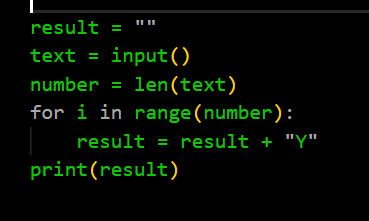 result = ""
text = input()
number = len(text)
for i in range(number):
    result = result + "Y"
print(result)